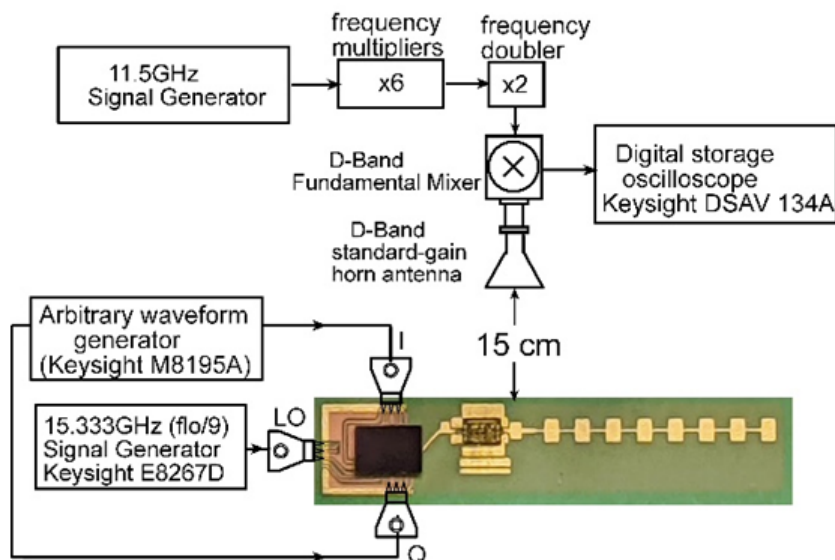 frequency
multipliers
frequency
doubler
11.5GHz
Signal Generator
x6
x2
D-Band
Fundamental Mixer
Digital storage
oscilloscope
Keysight DSAV 134A
D-Band
standard-gain
horn antenna
Arbitrary waveform
generator
(Keysight M8195A)
I
15 cm
LO
15.333GHz (flo/9)
Signal Generator
Keysight E8267D
Q